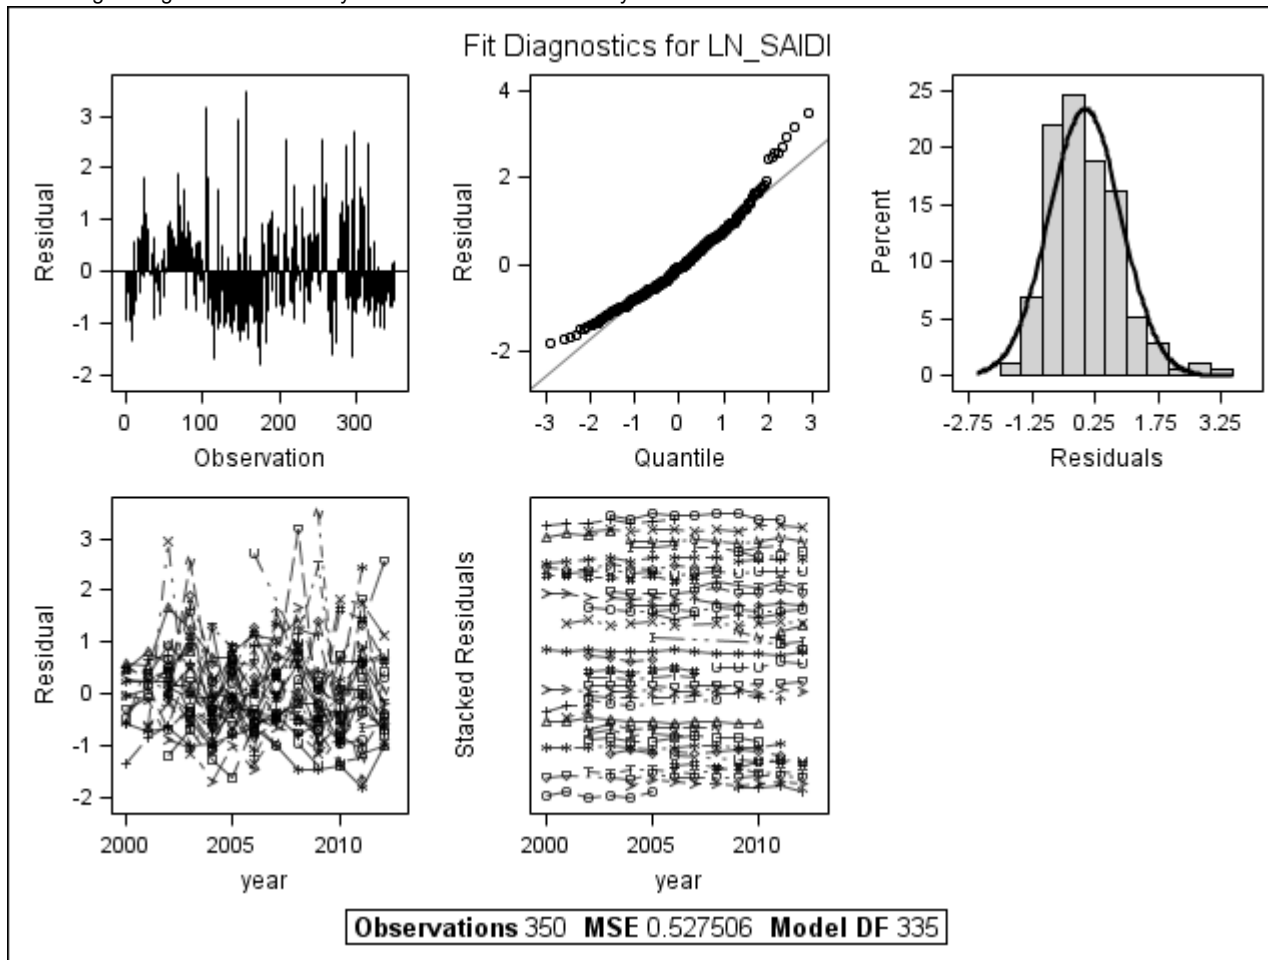 Fit Diagnostics for LN_SAIDI
Residual
3
2
1
0
-1
-2
0 100 200 300
Observation
Residual
4
2
0
-2
-3 -2 -1 0 1 2 3
Quantile
Percent
25
20
15
10
5
0
-2.75 -1.25 0.25 1.75 3.25
Residuals
Residual
3
2
1
0
-1
-2
2000 2005 2010
year
Stacked Residuals
2000 2005 2010
year
Observations 350 MSE 0.527506 Model DF 335